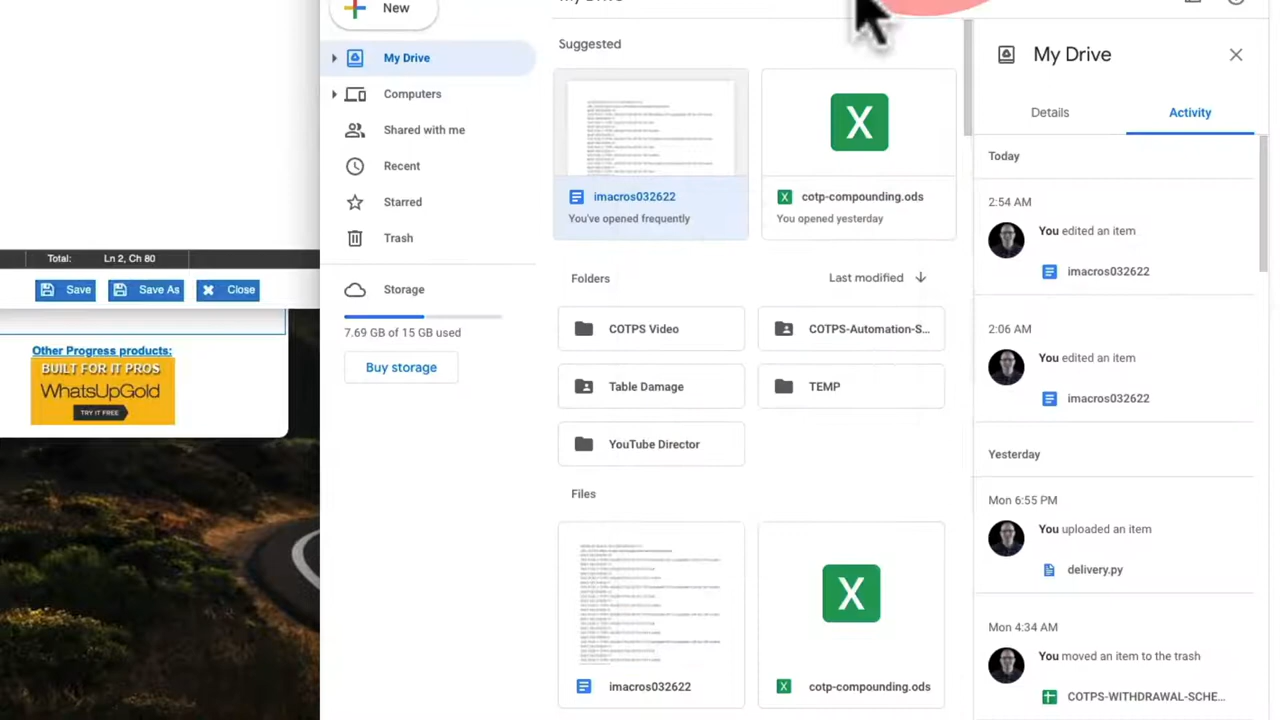 New
My Drive
Computers
Shared with me
Recent
Starred
Trash
Storage
7.69 GB of 15 GB used
Buy storage
Total: Ln 2, Ch 80
Save
Save As
Close
Other Progress products:
BUILT FOR IT PROS
WhatsUpGold
TRY IT FREE
Suggested
imacros032622
You've opened frequently
cotp-compounding.ods
You opened yesterday
Folders
Last modified
COTPS Video
COTPS-Automation-S...
Table Damage
TEMP
YouTube Director
Files
imacros032622
cotp-compounding.ods
My Drive
Details
Activity
Today
2:54 AM
You edited an item
imacros032622
2:06 AM
You edited an item
imacros032622
Yesterday
Mon 6:55 PM
You uploaded an item
delivery.py
Mon 4:34 AM
You moved an item to the trash
COTPS-WITHDRAWAL-SCHE...